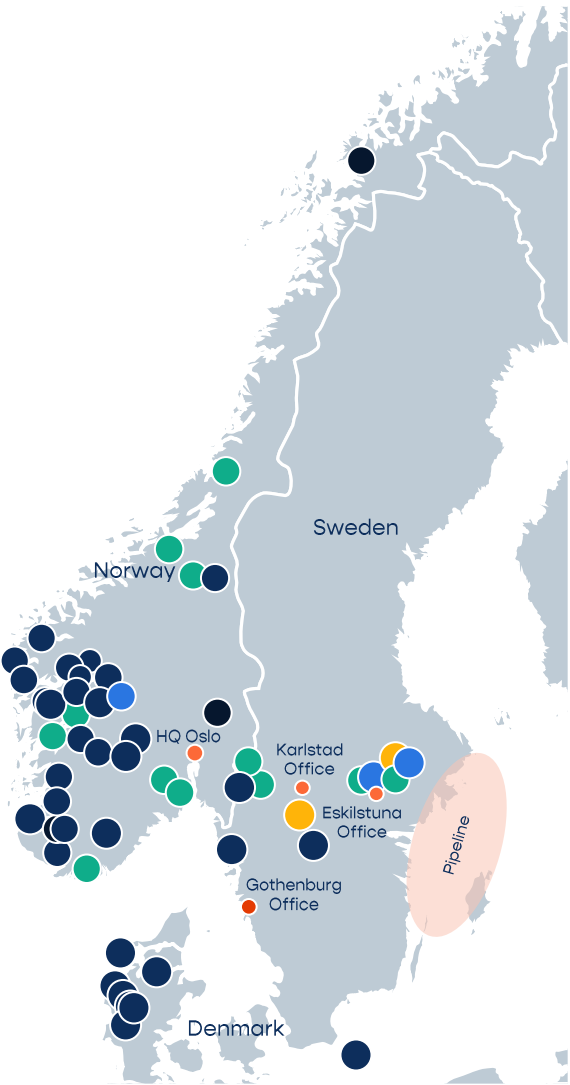 Sweden
Norway
HQ Oslo
Karlstad
Office
Eskilstuna
Office
Pipeline
Gothenburg
Office
Denmark